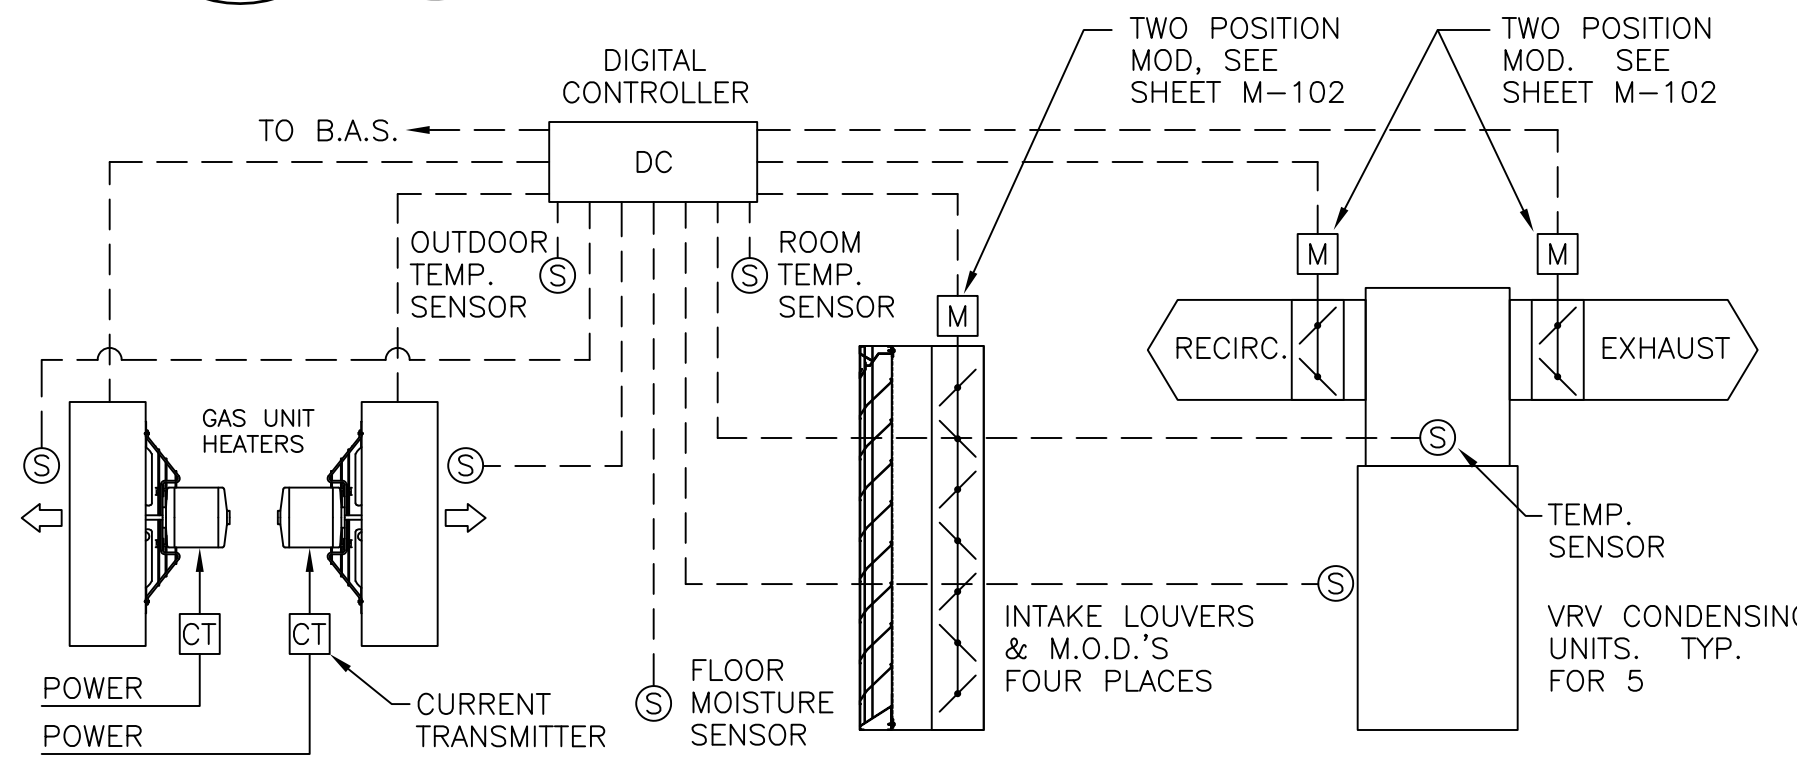 TWO POSITION
MOD, SEE
SHEET M-102
TWO POSITION
MOD. SEE
SHEET M-102
DIGITAL
CONTROLLER
TO B.A.S.
DC
OUTDOOR
TEMP.
SENSOR
S
S
ROOM
TEMP.
SENSOR
M
M
M
RECIRC.
EXHAUST
GAS UNIT
HEATERS
S
S
S
TEMP.
SENSOR
S
CT
CT
INTAKE LOUVERS
& M.O.D.'S
FOUR PLACES
VRV CONDENSING
UNITS. TYP.
FOR 5
POWER
POWER
CURRENT
TRANSMITTER
S
FLOOR
MOISTURE
SENSOR